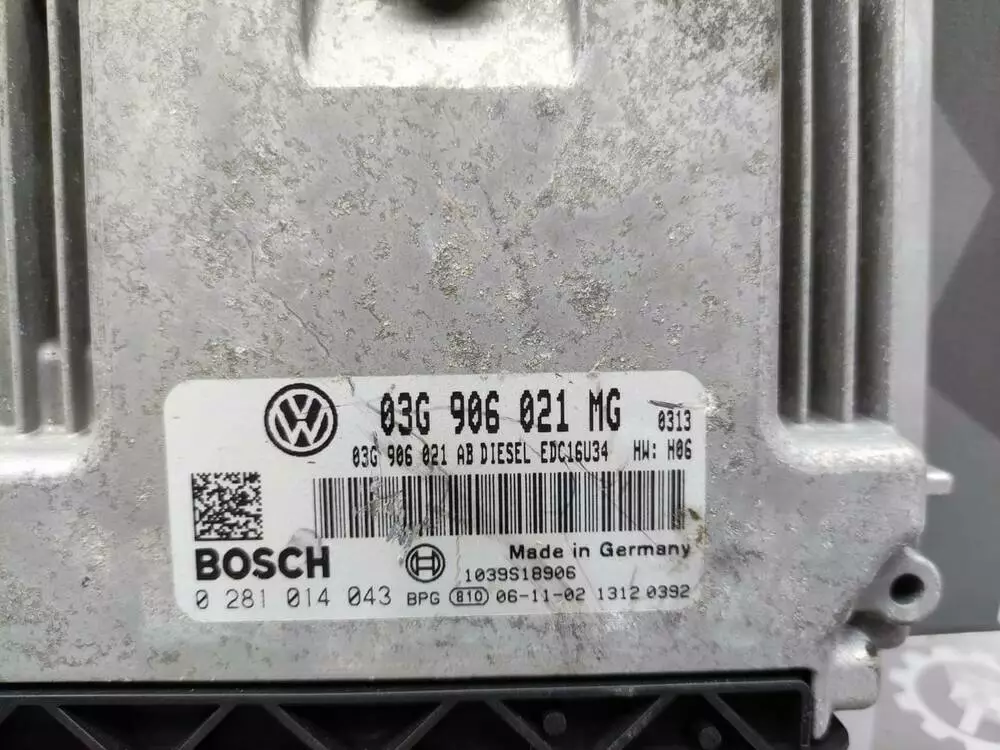 03G 906 021 MG 0313
03G 906 021 AB DIESEL EDC16U34 HW: H06
BOSCH
Made in Germany
1039S18906
0 281 014 043 BPG 810 06-11-02 1312 0392